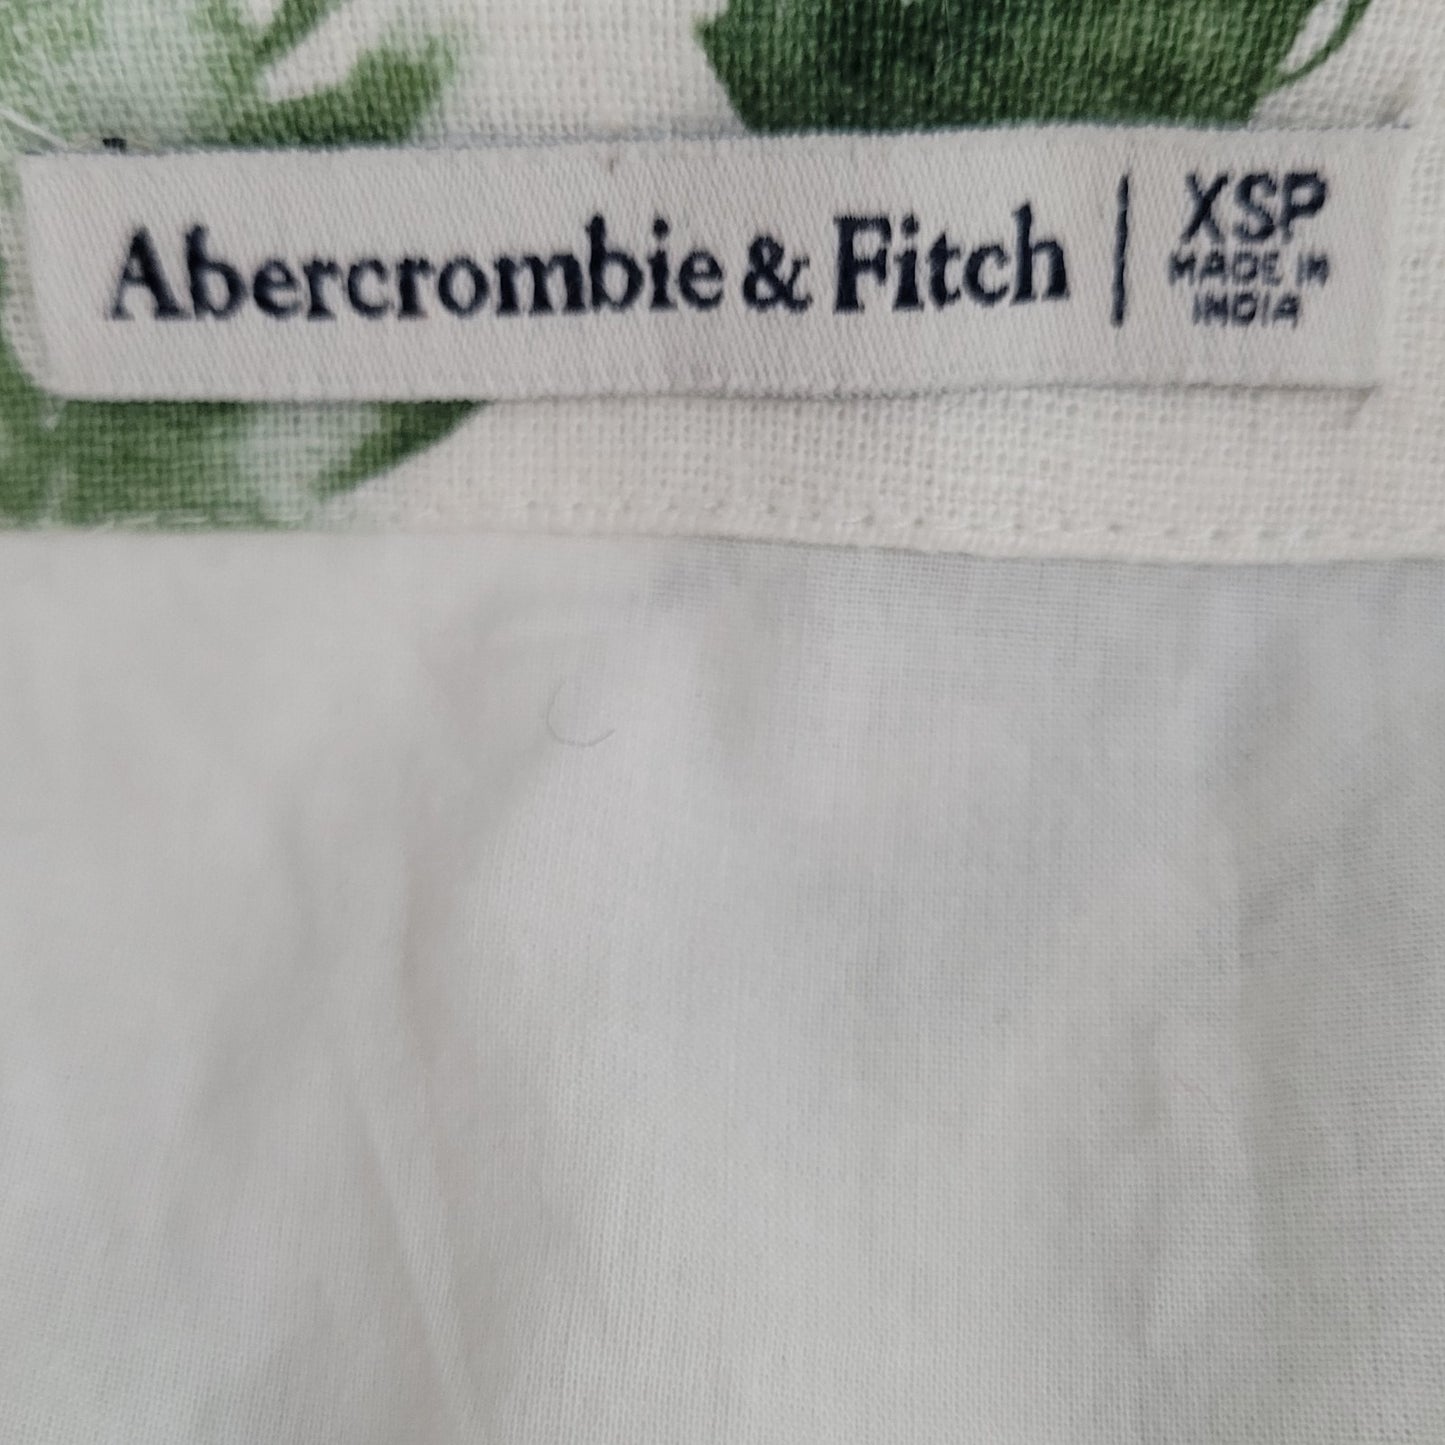 Abercrombie & Fitch
XSP
MADE IN
INDIA